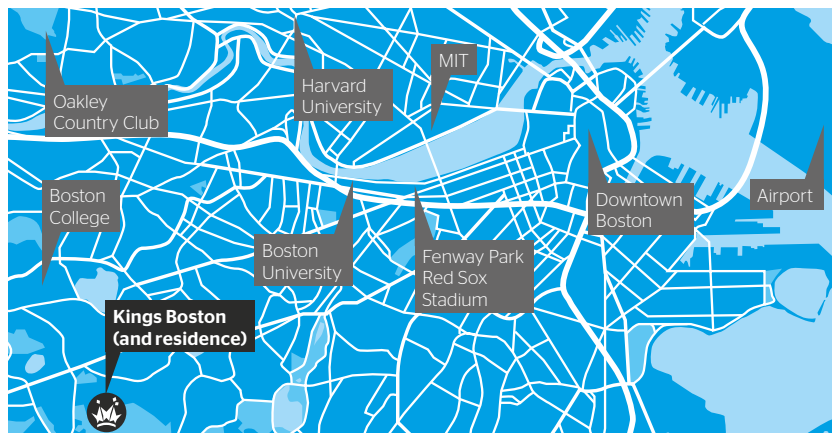 MIT
Harvard
University
Oakley
Country Club
Boston
College
Downtown
Boston
Airport
Boston
University
Fenway Park
Red Sox
Stadium
Kings Boston
(and residence)